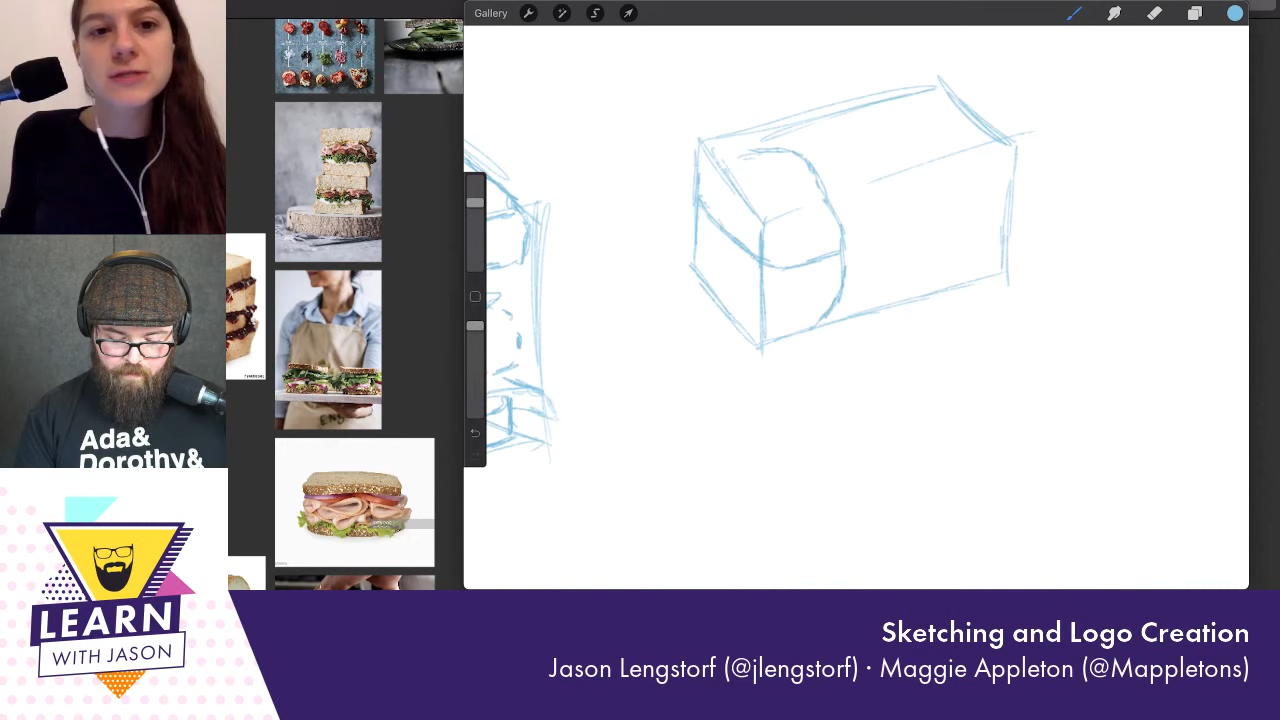 Gallery
Ada&
Dorothy&
LEARN
WITH JASON
Sketching and Logo Creation
Jason Lengstorf (@jlengstorf) · Maggie Appleton (@Mappletons)